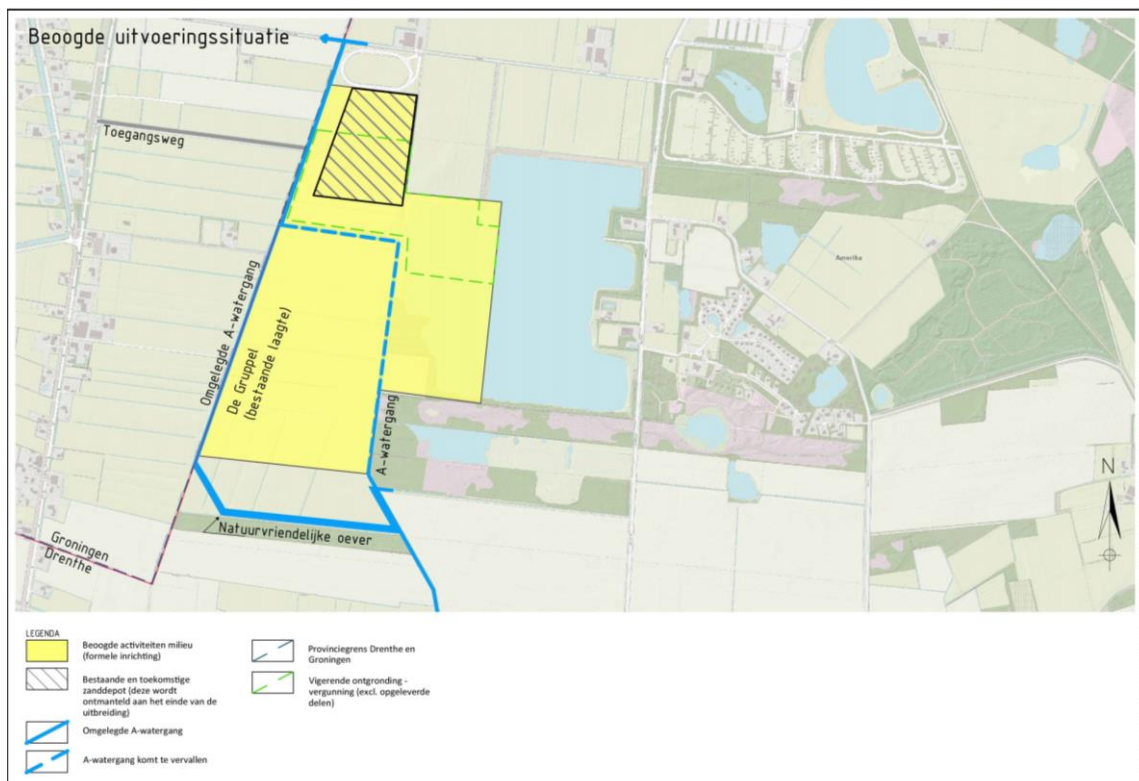 Beoogde uitvoeringssituatie
Toegangsweg
Omgelegde A-watergang
De Gruppel
(bestaande laagte)
A-watergang
Amerika
Natuurvriendelijke oever
Groningen
Drenthe
N
LEGENDA
Beoogde activiteiten milieu
(formele inrichting)
Bestaande en toekomstige
zanddepot (deze wordt
ontmanteld aan het einde van de
uitbreiding)
Omgelegde A-watergang
A-watergang komt te vervallen
Provinciegrens Drenthe en
Groningen
Vigerende ontgronding -
vergunning (excl. opgeleverde
delen)